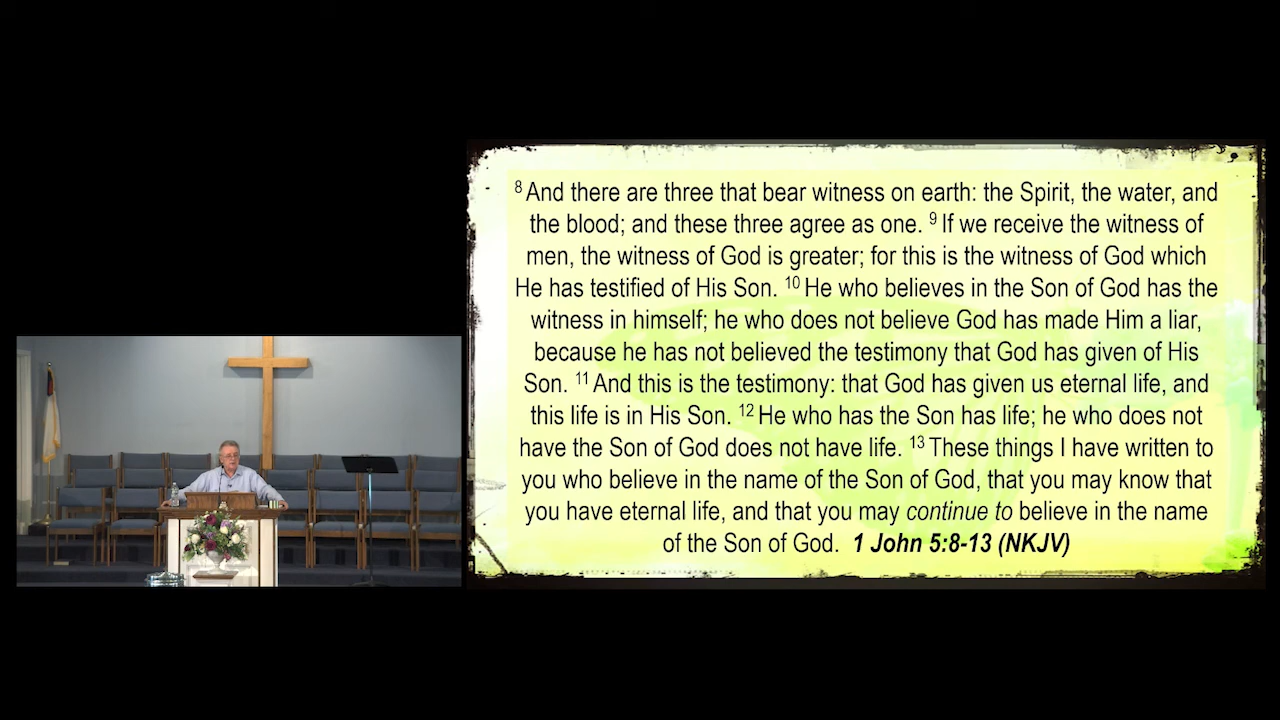 8 And there are three that bear witness on earth: the Spirit, the water, and
the blood; and these three agree as one. 9 If we receive the witness of
men, the witness of God is greater; for this is the witness of God which
He has testified of His Son. 10 He who believes in the Son of God has the
witness in himself; he who does not believe God has made Him a liar,
because he has not believed the testimony that God has given of His
Son. 11 And this is the testimony: that God has given us eternal life, and
this life is in His Son. 12 He who has the Son has life; he who does not
have the Son of God does not have life. 13 These things I have written to
you who believe in the name of the Son of God, that you may know that
you have eternal life, and that you may continue to believe in the name
of the Son of God. 1 John 5:8-13 (NKJV)